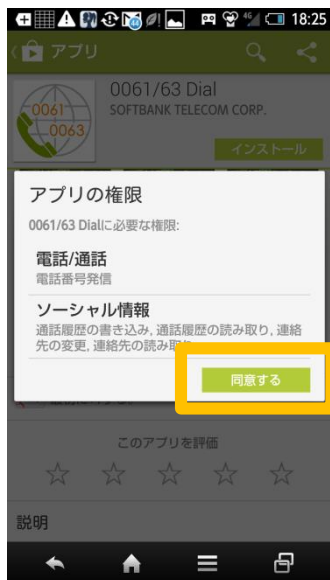 46
18:25
アプリ
0061
0063
0061/63 Dial
SOFTBANK TELECOM CORP.
インストール
アプリの権限
0061/63 Dialに必要な権限:
電話/通話
電話番号発信
ソーシャル情報
通話履歴の書き込み, 通話履歴の読み取り, 連絡
先の変更, 連絡先の読み取り
同意する
このアプリを評価
説明